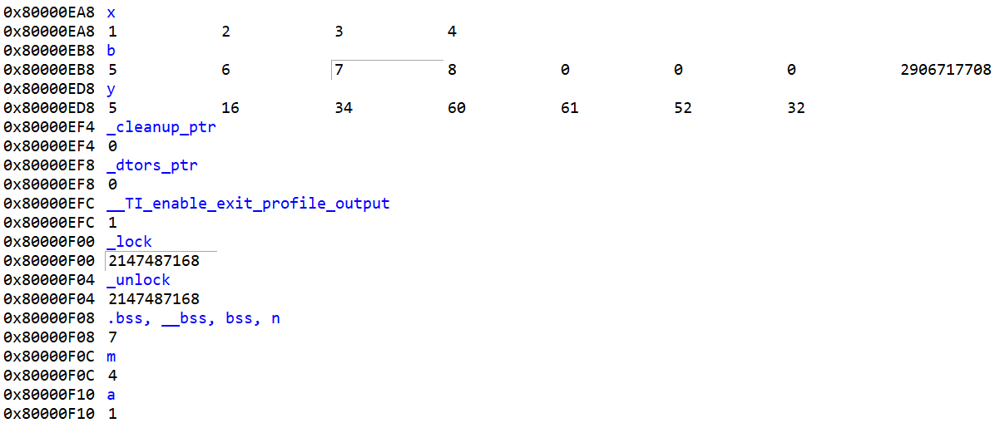 0x80000EA8 x
0x80000EA8 1 2 3 4
0x80000EB8 b
0x80000EB8 5 6 7 8 0 0 0 2906717708
0x80000ED8 y
0x80000ED8 5 16 34 60 61 52 32
0x80000EF4 _cleanup_ptr
0x80000EF4 0
0x80000EF8 _dtors_ptr
0x80000EF8 0
0x80000EFC __TI_enable_exit_profile_output
0x80000EFC 1
0x80000F00 _lock
0x80000F00 2147487168
0x80000F04 _unlock
0x80000F04 2147487168
0x80000F08 .bss, __bss, bss, n
0x80000F08 7
0x80000F0C m
0x80000F0C 4
0x80000F10 a
0x80000F10 1